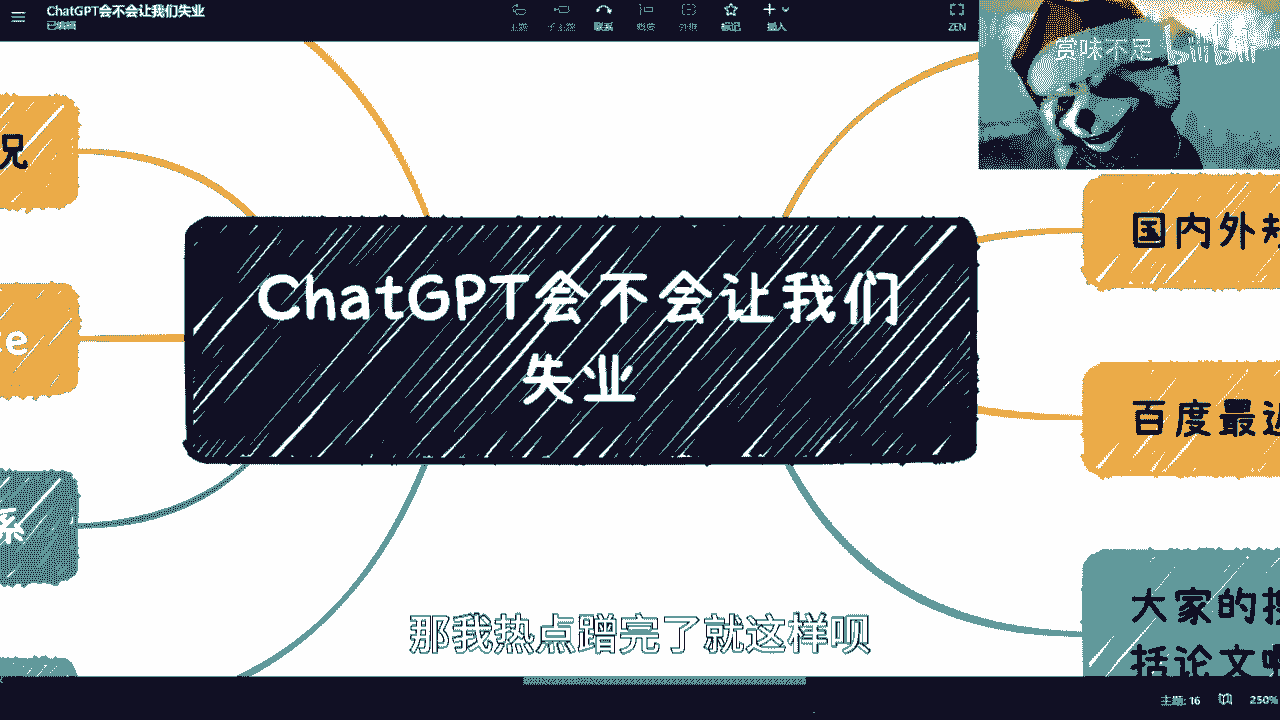 ChatGPT会不会让我们失业
已编辑
主题
子主题
联系
概要
外框
标记
插入
ZEN
赏味不足 bilibili
况
国内外
ChatGPT会不会让我们
失业
te
百度最近
系
大家的
括论文
那我热点蹭完了就这样呗
主题: 16
250%